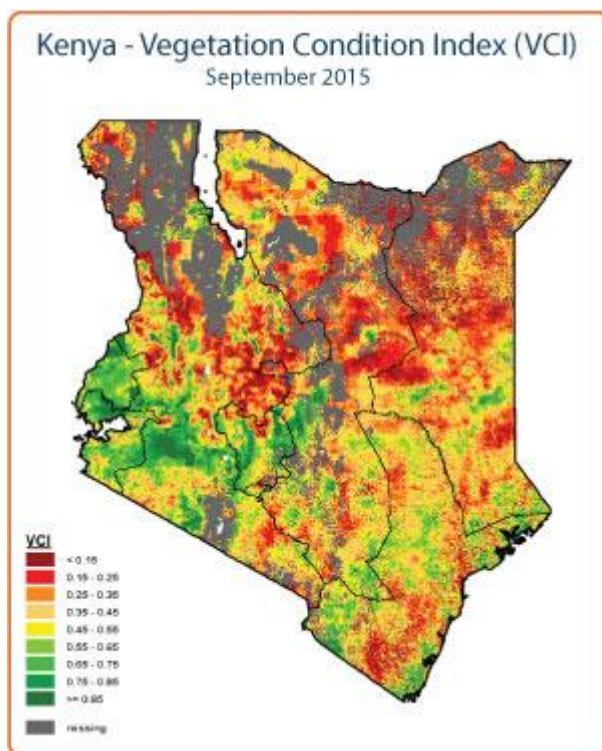 Kenya - Vegetation Condition Index (VCI)
September 2015
VCI
< 0.15
0.15 - 0.25
0.25 - 0.35
0.35 - 0.45
0.45 - 0.55
0.55 - 0.65
0.65 - 0.75
0.75 - 0.85
>= 0.85
missing